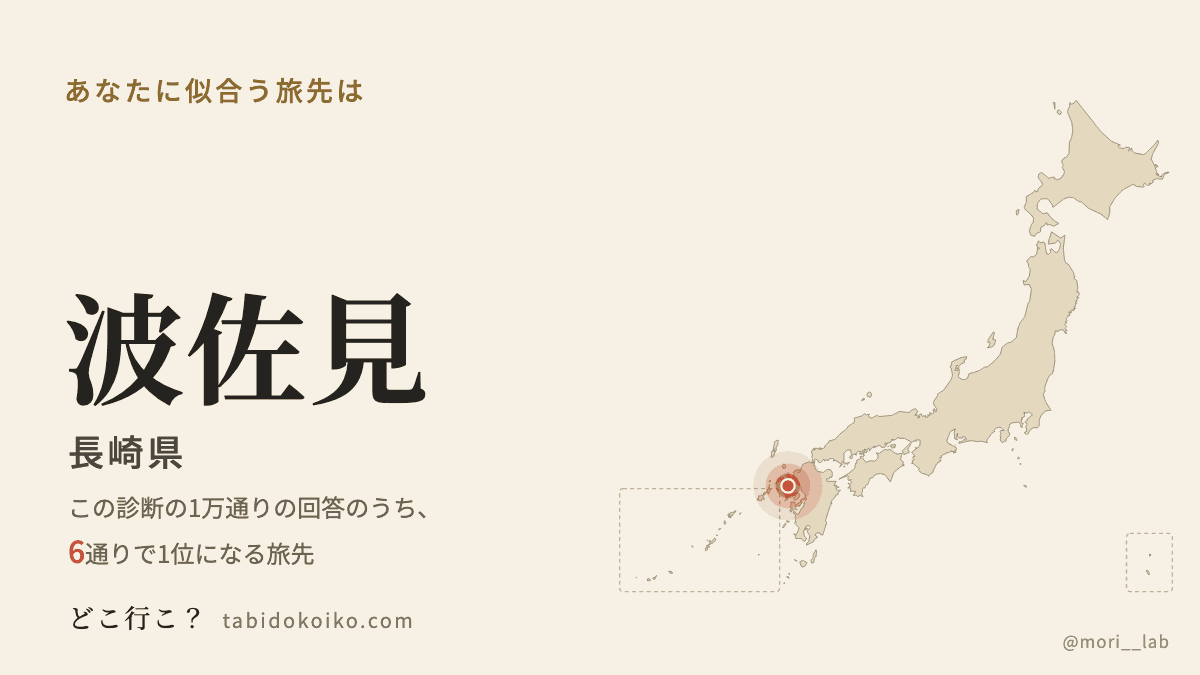 あなたに似合う旅先は
波佐見
長崎県
この診断の1万通りの回答のうち、
6通りで1位になる旅先
どこ行こ？ tabidokoiko.com
@mori__lab